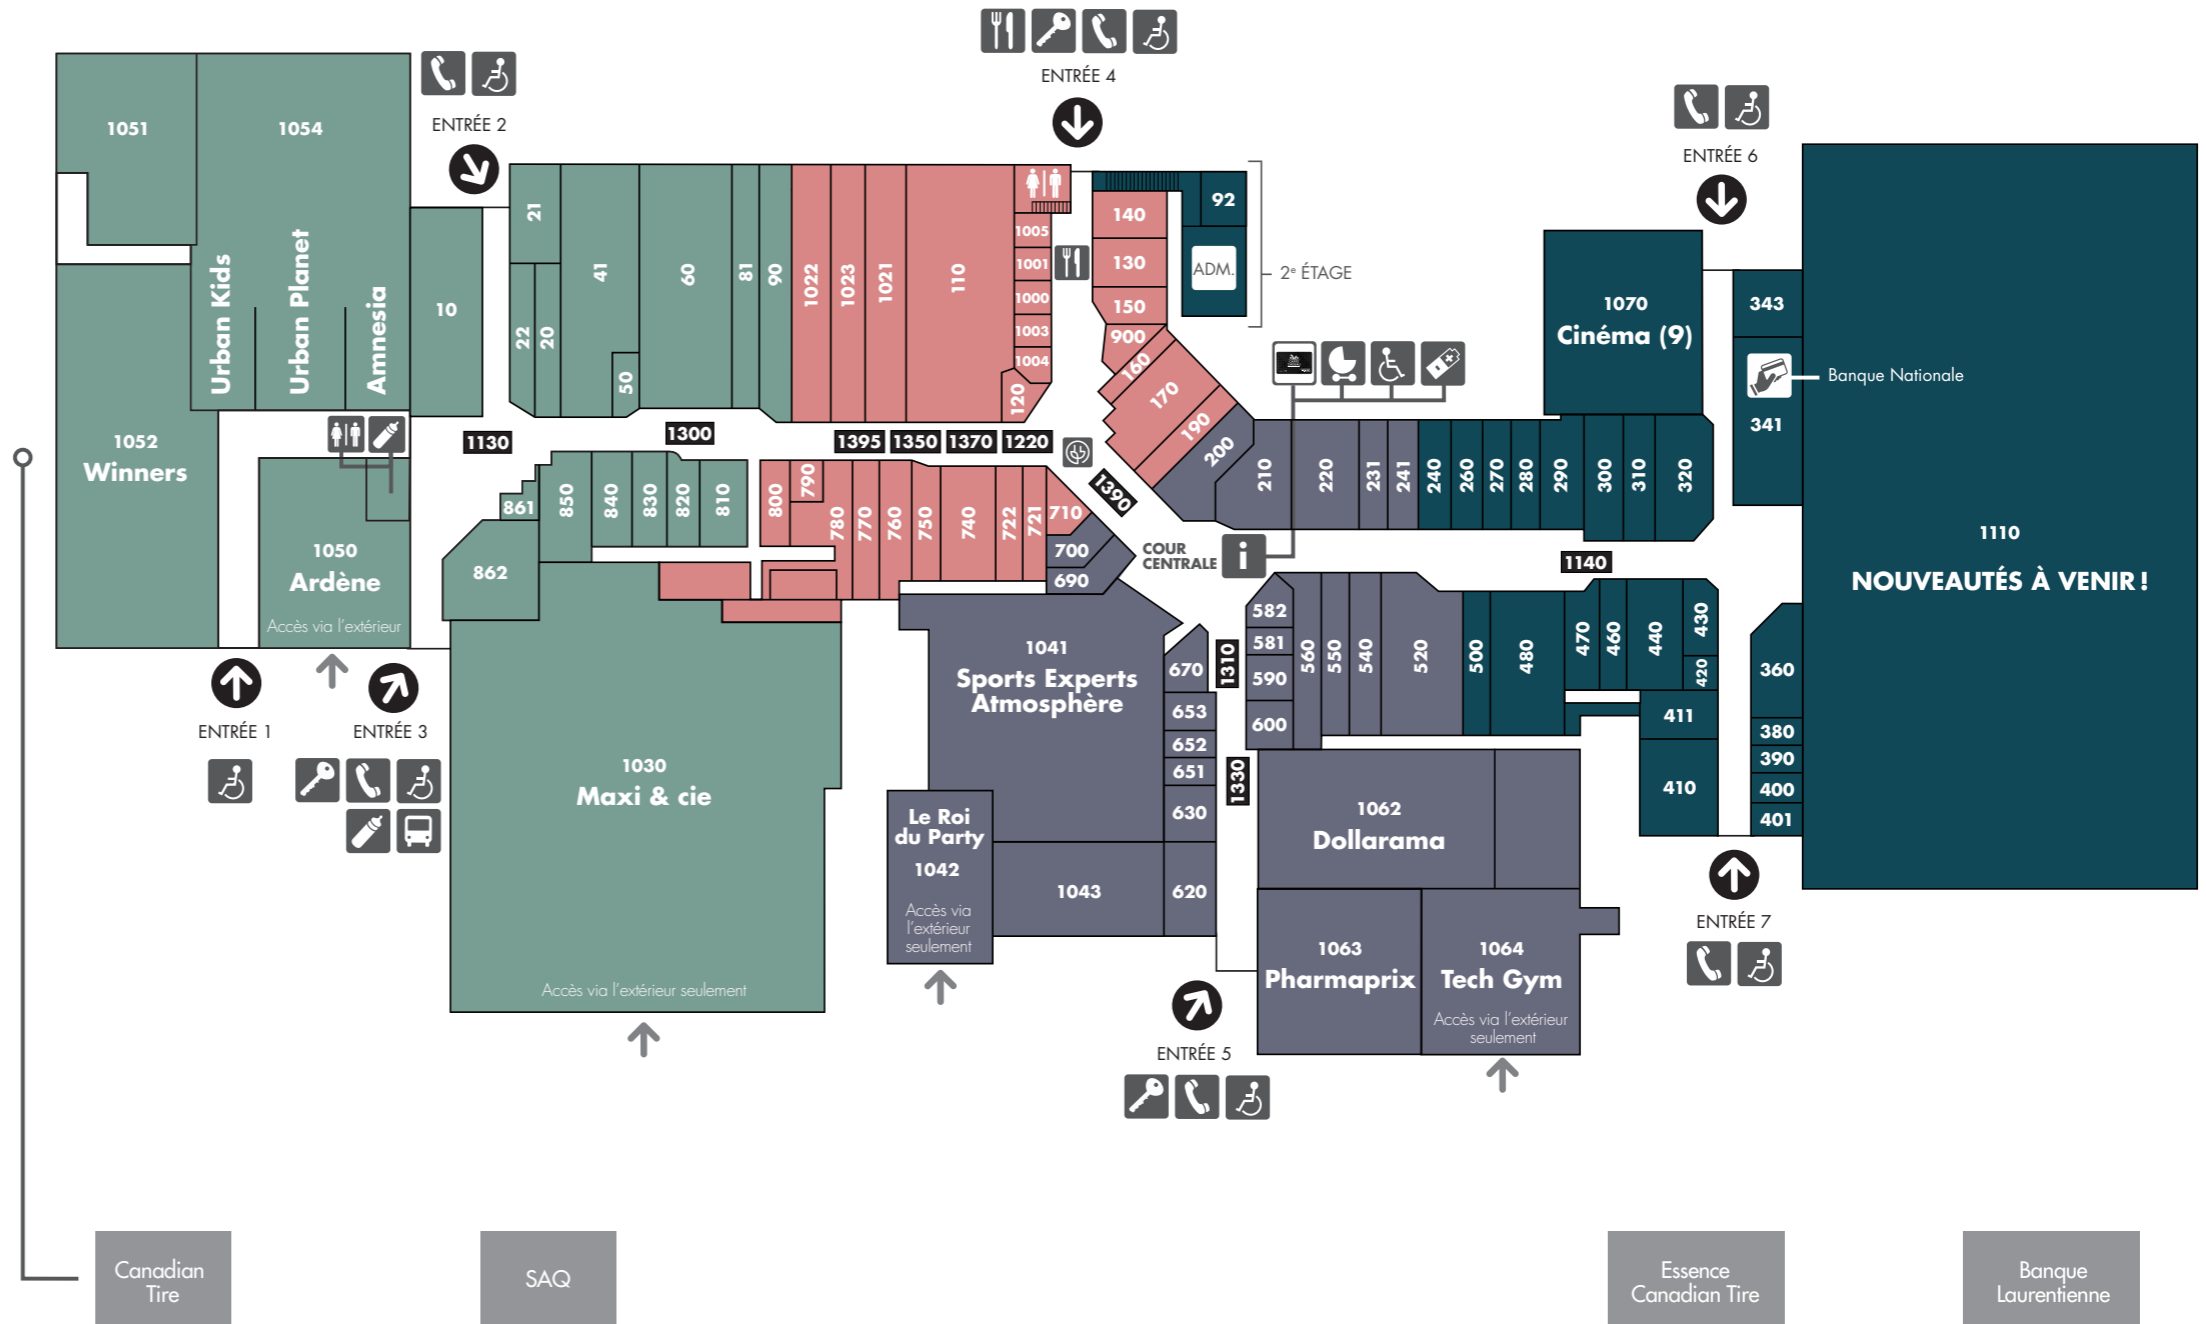 ENTRÉE 4
ENTRÉE 2
ENTRÉE 6
1051
1054
Urban Kids
Urban Planet
Amnesia
10
21
22
20
41
50
60
81
90
1022
1023
1021
110
1005
1001
1000
1003
1004
120
140
130
150
900
160
170
190
200
92
ADM.
2e ÉTAGE
1070
Cinéma (9)
343
Banque Nationale
341
1052
Winners
1130
1300
1395
1350
1370
1220
1390
210
220
231
241
240
260
270
280
290
300
310
320
861
850
840
830
820
810
800
790
780
770
760
750
740
722
721
710
700
690
862
1050
Ardène
Accès via l'extérieur
COUR
CENTRALE
i
1140
1110
NOUVEAUTÉS À VENIR !
582
581
590
600
560
550
540
520
500
480
470
460
440
430
420
411
410
360
380
390
400
401
1310
1330
1041
Sports Experts
Atmosphère
670
653
652
651
630
620
ENTRÉE 1
ENTRÉE 3
1030
Maxi & cie
Accès via l'extérieur seulement
Le Roi
du Party
1042
Accès via
l'extérieur
seulement
1043
1062
Dollarama
1063
Pharmaprix
1064
Tech Gym
Accès via l'extérieur
seulement
ENTRÉE 7
ENTRÉE 5
Canadian
Tire
SAQ
Essence
Canadian Tire
Banque
Laurentienne